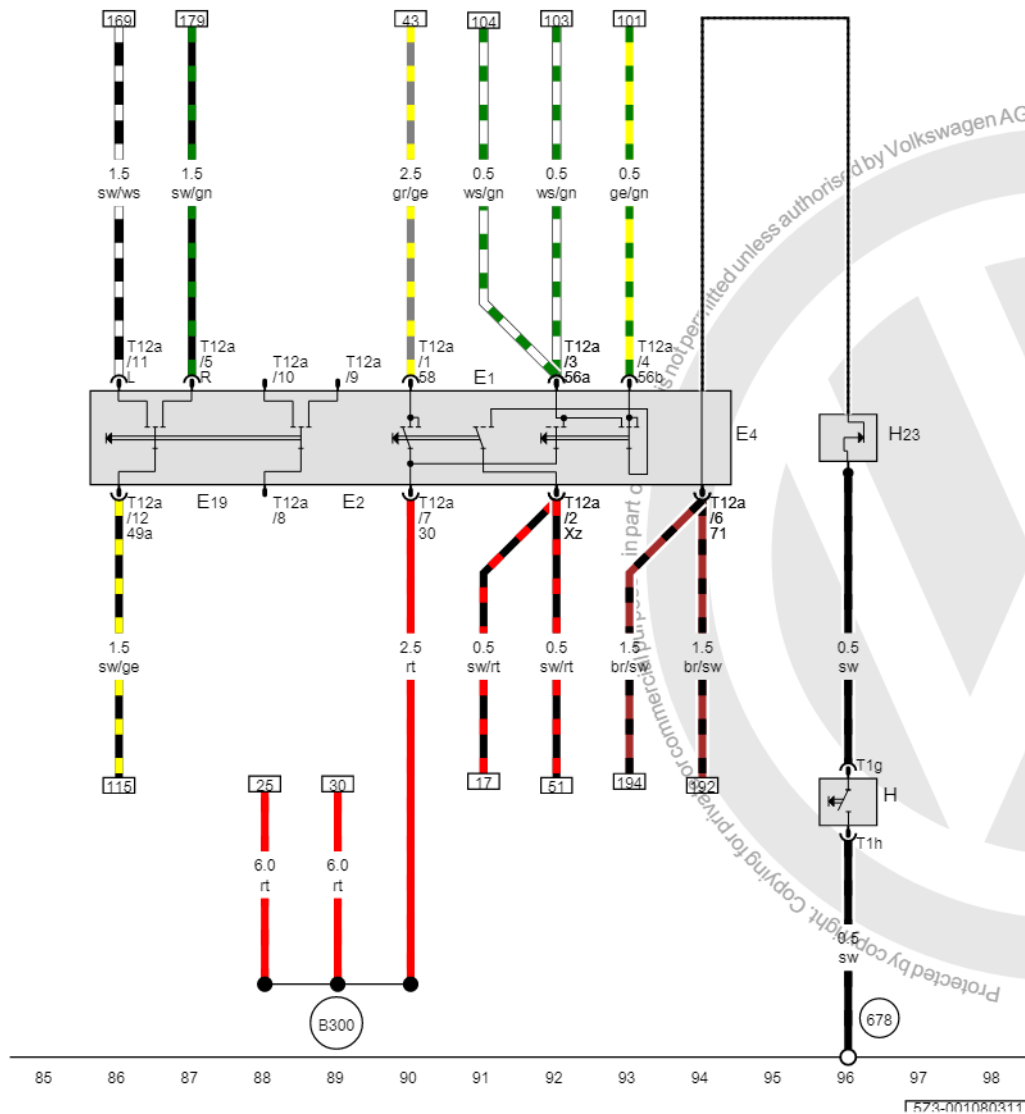 169 179 43 104 103 101
1.5 1.5 2.5 0.5 0.5 0.5
sw/ws sw/gn gr/ge ws/gn ws/gn ge/gn
T12a T12a T12a T12a T12a T12a T12a
/11 /5 /10 /9 /1 /3 /4
L R 58 E1 56a 56b
E4 H23
E19 E2
T12a T12a T12a T12a T12a
/12 /8 /7 /2 /6
49a 30 Xz 71
1.5 2.5 0.5 0.5 1.5 1.5 0.5
sw/ge rt sw/rt sw/rt br/sw br/sw sw
T1g
115 25 30 17 51 194 192 H
T1h
6.0 6.0
rt rt
0.5
sw
B300 678
85 86 87 88 89 90 91 92 93 94 95 96 97 98
573-001080311
Protected by copyright. Copying for private or commercial purposes, in part o
is not permitted unless authorised by Volkswagen AG